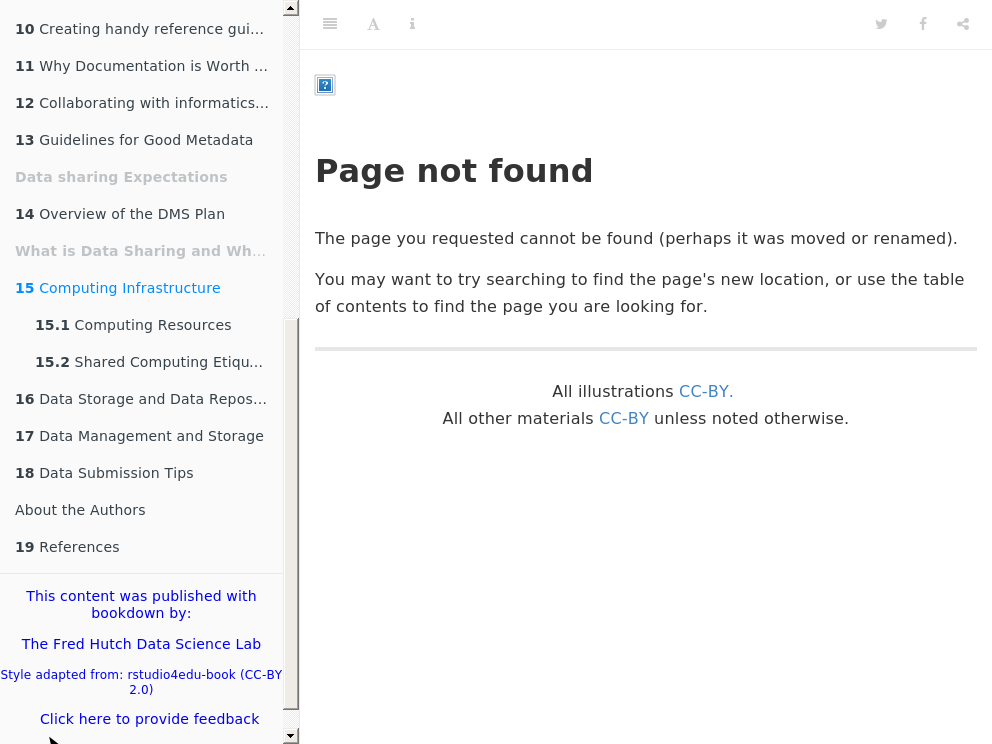 10 Creating handy reference gui...
11 Why Documentation is Worth ...
12 Collaborating with informatics...
13 Guidelines for Good Metadata
Data sharing Expectations
14 Overview of the DMS Plan
What is Data Sharing and Wh...
15 Computing Infrastructure
15.1 Computing Resources
15.2 Shared Computing Etiqu...
16 Data Storage and Data Repos...
17 Data Management and Storage
18 Data Submission Tips
About the Authors
19 References
This content was published with
bookdown by:
The Fred Hutch Data Science Lab
Style adapted from: rstudio4edu-book (CC-BY
2.0)
Click here to provide feedback
Page not found
The page you requested cannot be found (perhaps it was moved or renamed).
You may want to try searching to find the page's new location, or use the table
of contents to find the page you are looking for.
All illustrations CC-BY.
All other materials CC-BY unless noted otherwise.